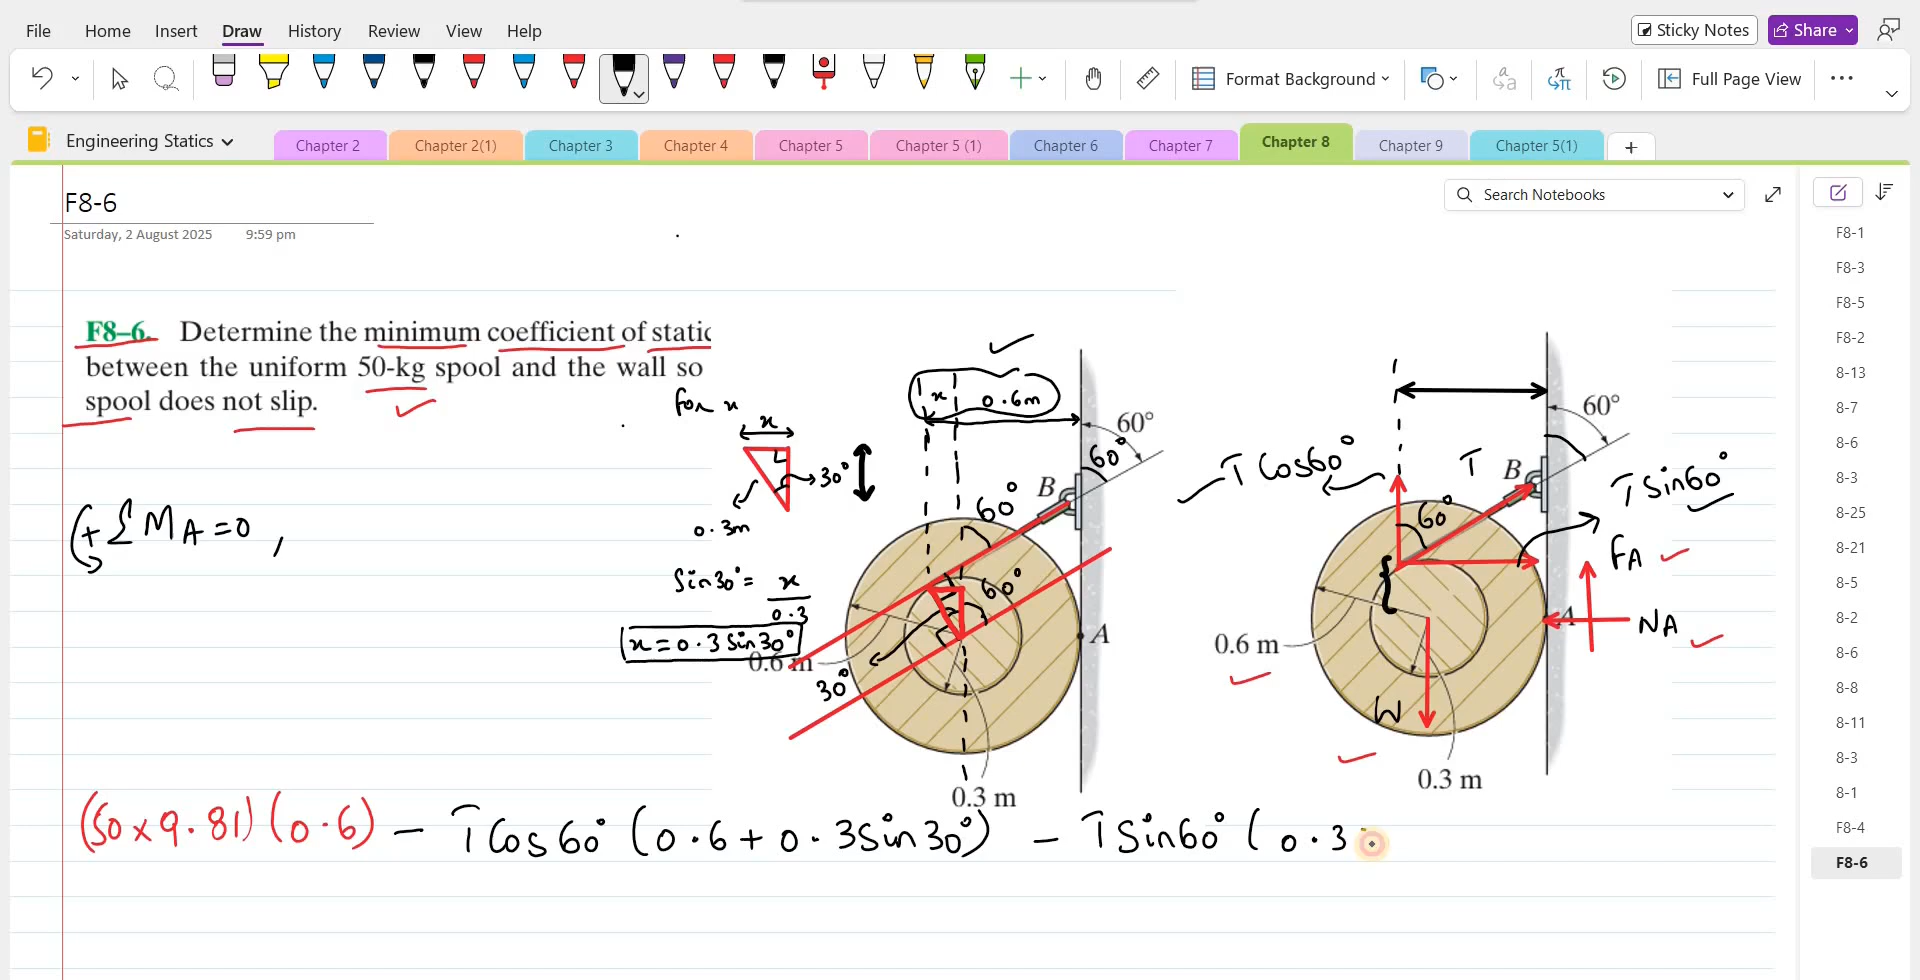 File Home Insert Draw History Review View Help
Sticky Notes Share
Format Background Full Page View
Engineering Statics Chapter 2 Chapter 2(1) Chapter 3 Chapter 4 Chapter 5 Chapter 5 (1) Chapter 6 Chapter 7 Chapter 8 Chapter 9 Chapter 5(1) +
F8-6
Search Notebooks
Saturday, 2 August 2025 9:59 pm
F8–6. Determine the minimum coefficient of static
between the uniform 50-kg spool and the wall so
spool does not slip.
for x
x
30°
0.3m
sin30° = x
0.3
x = 0.3 sin30°
x 0.6m
60°
60°
B
60°
60°
A
0.6 m
30°
0.3 m
60°
T cos60°
T
B
T sin60°
60°
FA
A
NA
0.6 m
W
0.3 m
(+ Σ MA = 0 ,
(50 x 9.81) (0.6) – T cos60° (0.6 + 0.3 sin30°) – T sin60° (0.3
F8-1
F8-3
F8-5
F8-2
8-13
8-7
8-6
8-3
8-25
8-21
8-5
8-2
8-6
8-8
8-11
8-3
8-1
F8-4
F8-6